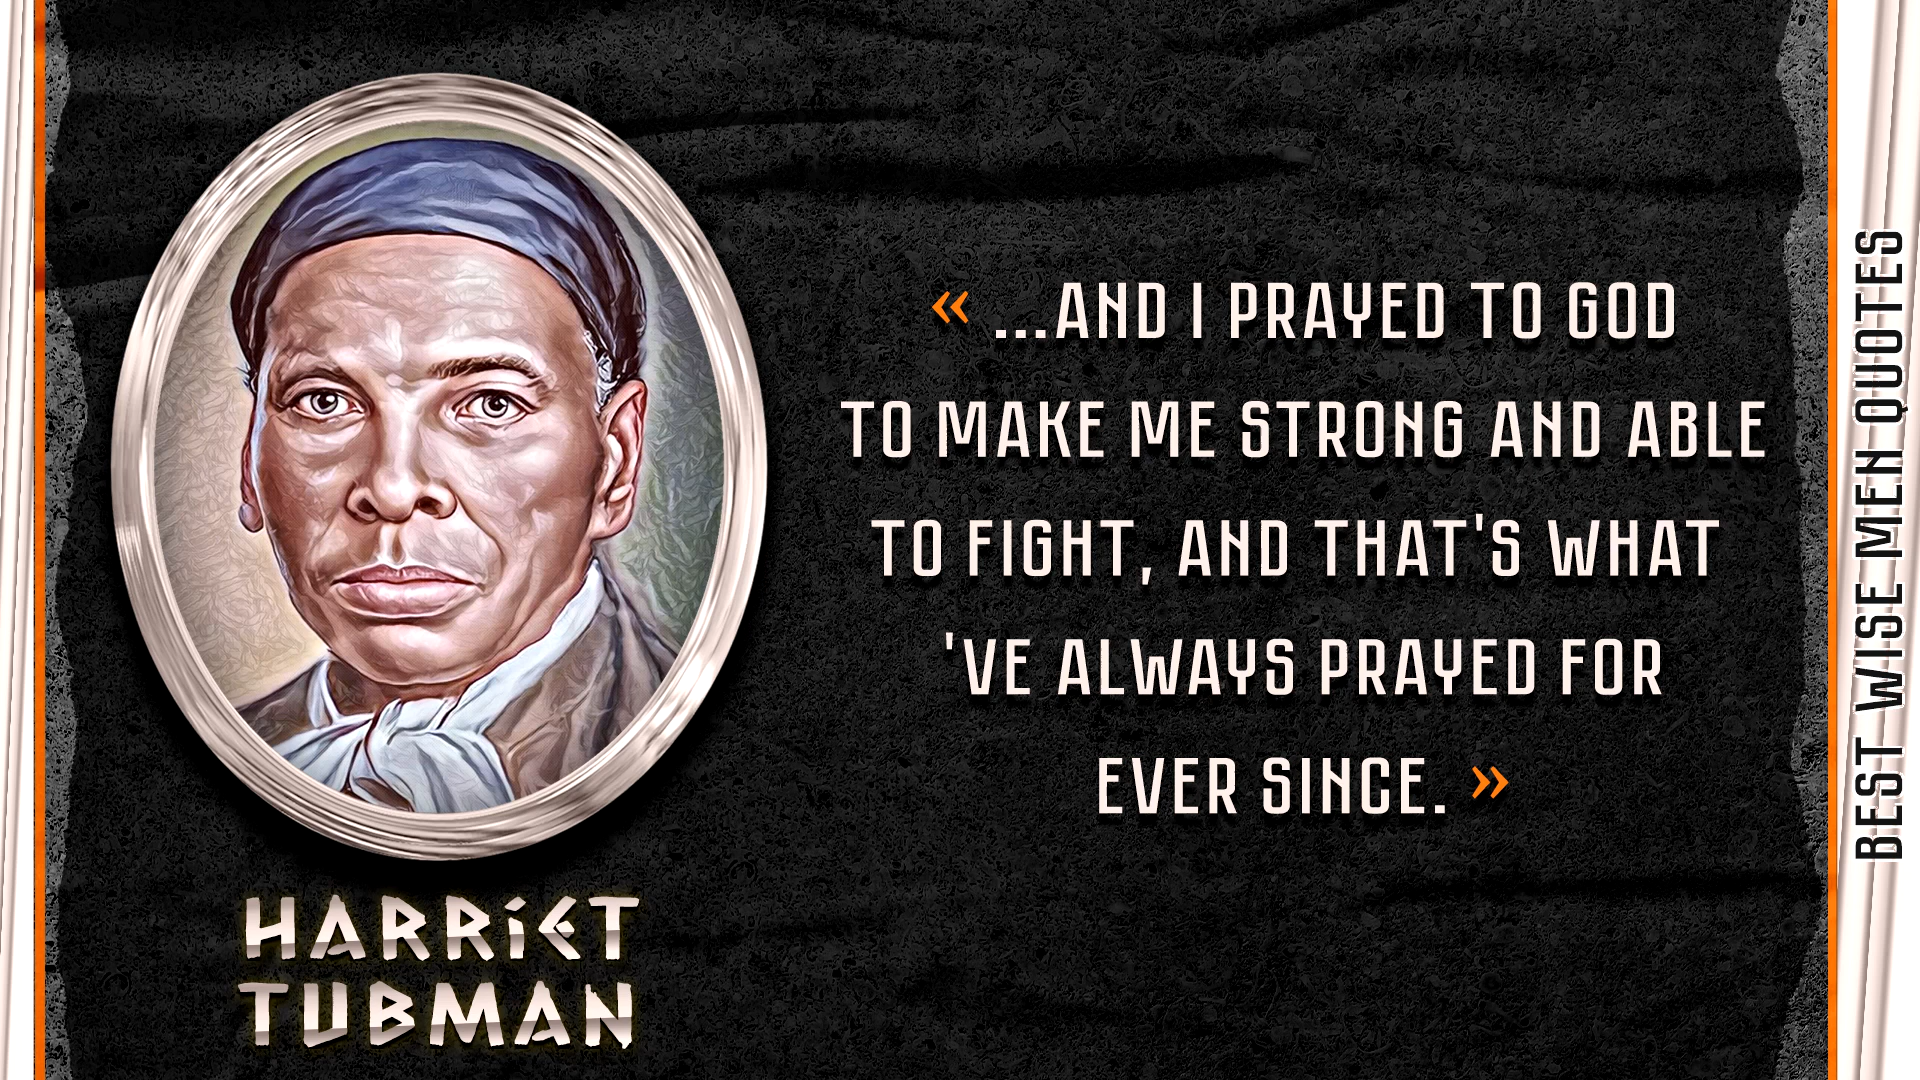 « ...AND I PRAYED TO GOD
TO MAKE ME STRONG AND ABLE
TO FIGHT, AND THAT'S WHAT
'VE ALWAYS PRAYED FOR
EVER SINCE. »
HARRiET
TUBMAN
BEST WISE MEN QUOTES